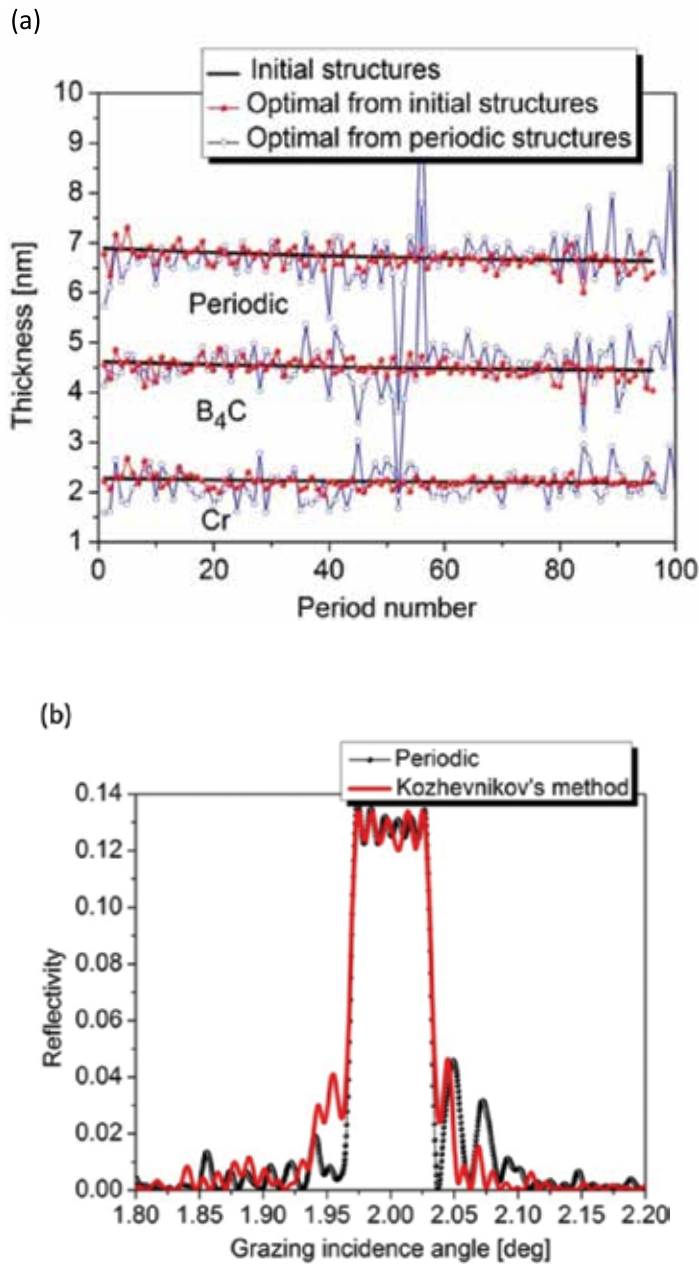 (a)
Initial structures
Optimal from initial structures
Optimal from periodic structures
10
9
8
7
6
5
4
3
2
1
Thickness [nm]
Periodic
B₄C
Cr
0
20
40
60
80
100
Period number
(b)
Periodic
Kozhevnikov's method
0.14
0.12
0.10
0.08
0.06
0.04
0.02
0.00
Reflectivity
1.80
1.85
1.90
1.95
2.00
2.05
2.10
2.15
2.20
Grazing incidence angle [deg]